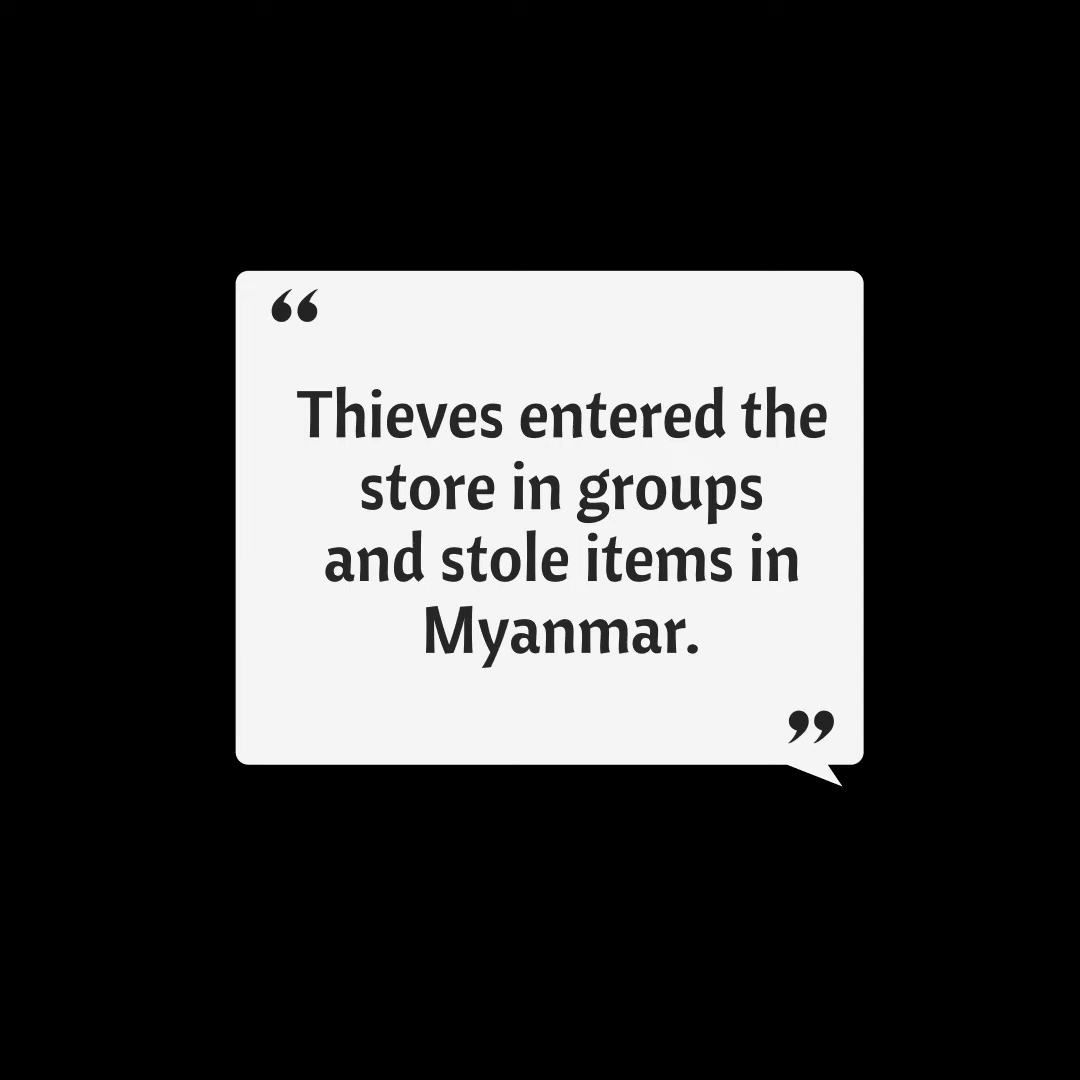 “
Thieves entered the
store in groups
and stole items in
Myanmar.
”